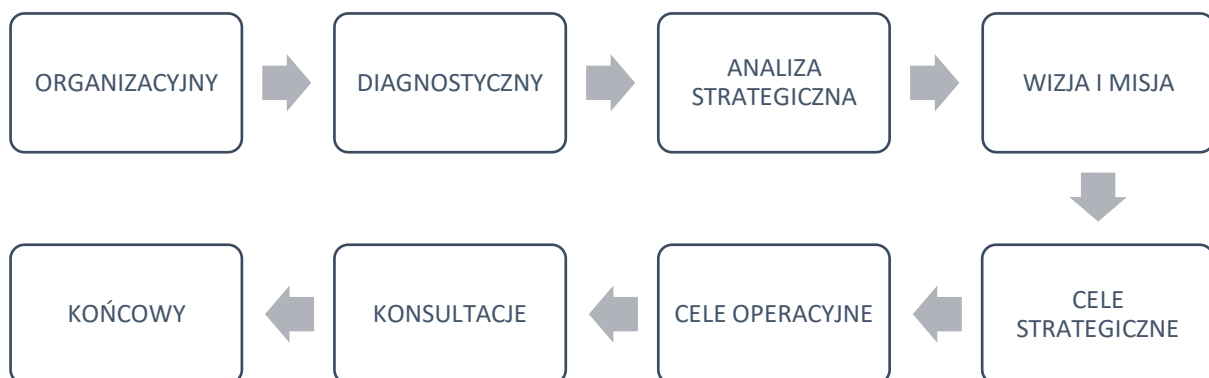 ORGANIZACYJNY
DIAGNOSTYCZNY
ANALIZA
STRATEGICZNA
WIZJA I MISJA
CELE
STRATEGICZNE
CELE OPERACYJNE
KONSULTACJE
KOŃCOWY